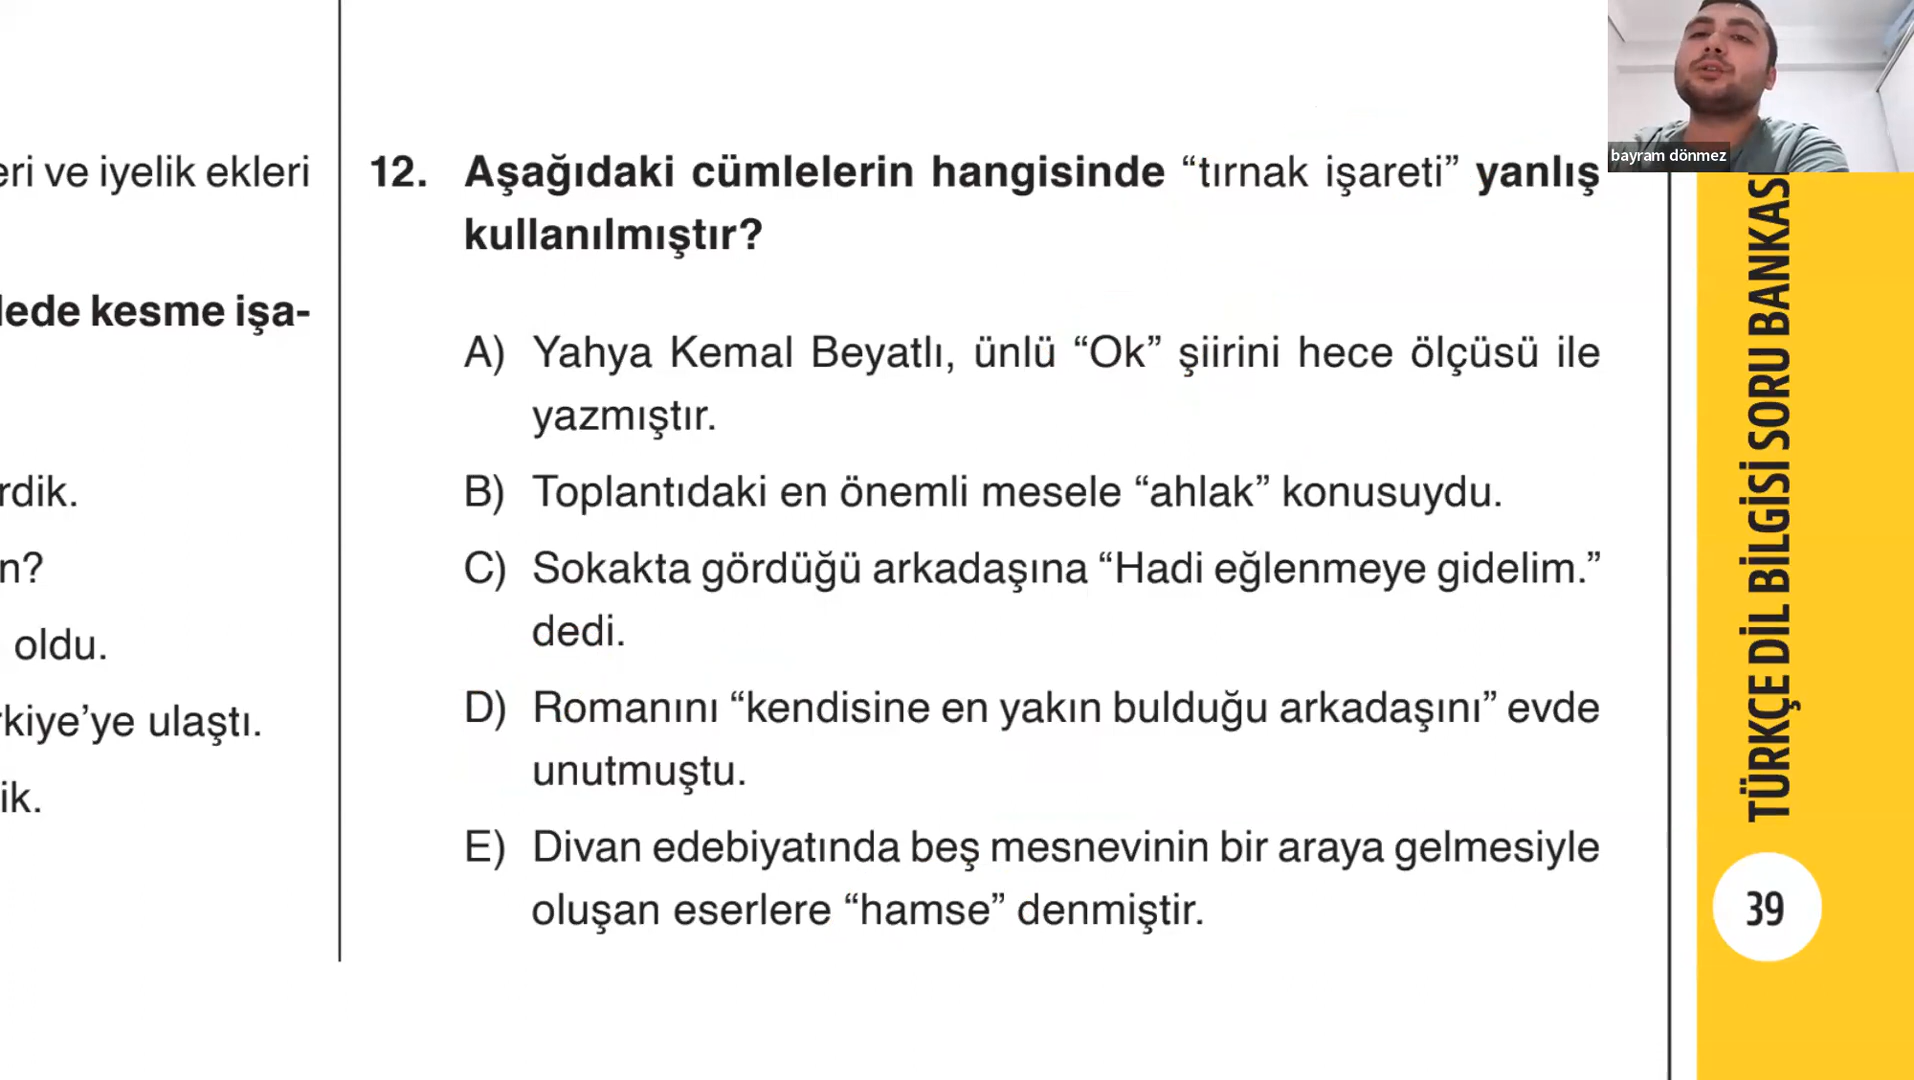 eri ve iyelik ekleri
lede kesme işa-
rdik.
n?
oldu.
rkiye’ye ulaştı.
ik.
12. Aşağıdaki cümlelerin hangisinde “tırnak işareti” yanlış
kullanılmıştır?
A) Yahya Kemal Beyatlı, ünlü “Ok” şiirini hece ölçüsü ile
yazmıştır.
B) Toplantıdaki en önemli mesele “ahlak” konusuydu.
C) Sokakta gördüğü arkadaşına “Hadi eğlenmeye gidelim.”
dedi.
D) Romanını “kendisine en yakın bulduğu arkadaşını” evde
unutmuştu.
E) Divan edebiyatında beş mesnevinin bir araya gelmesiyle
oluşan eserlere “hamse” denmiştir.
bayram dönmez
TÜRKÇE DİL BİLGİSİ SORU BANKAS
39